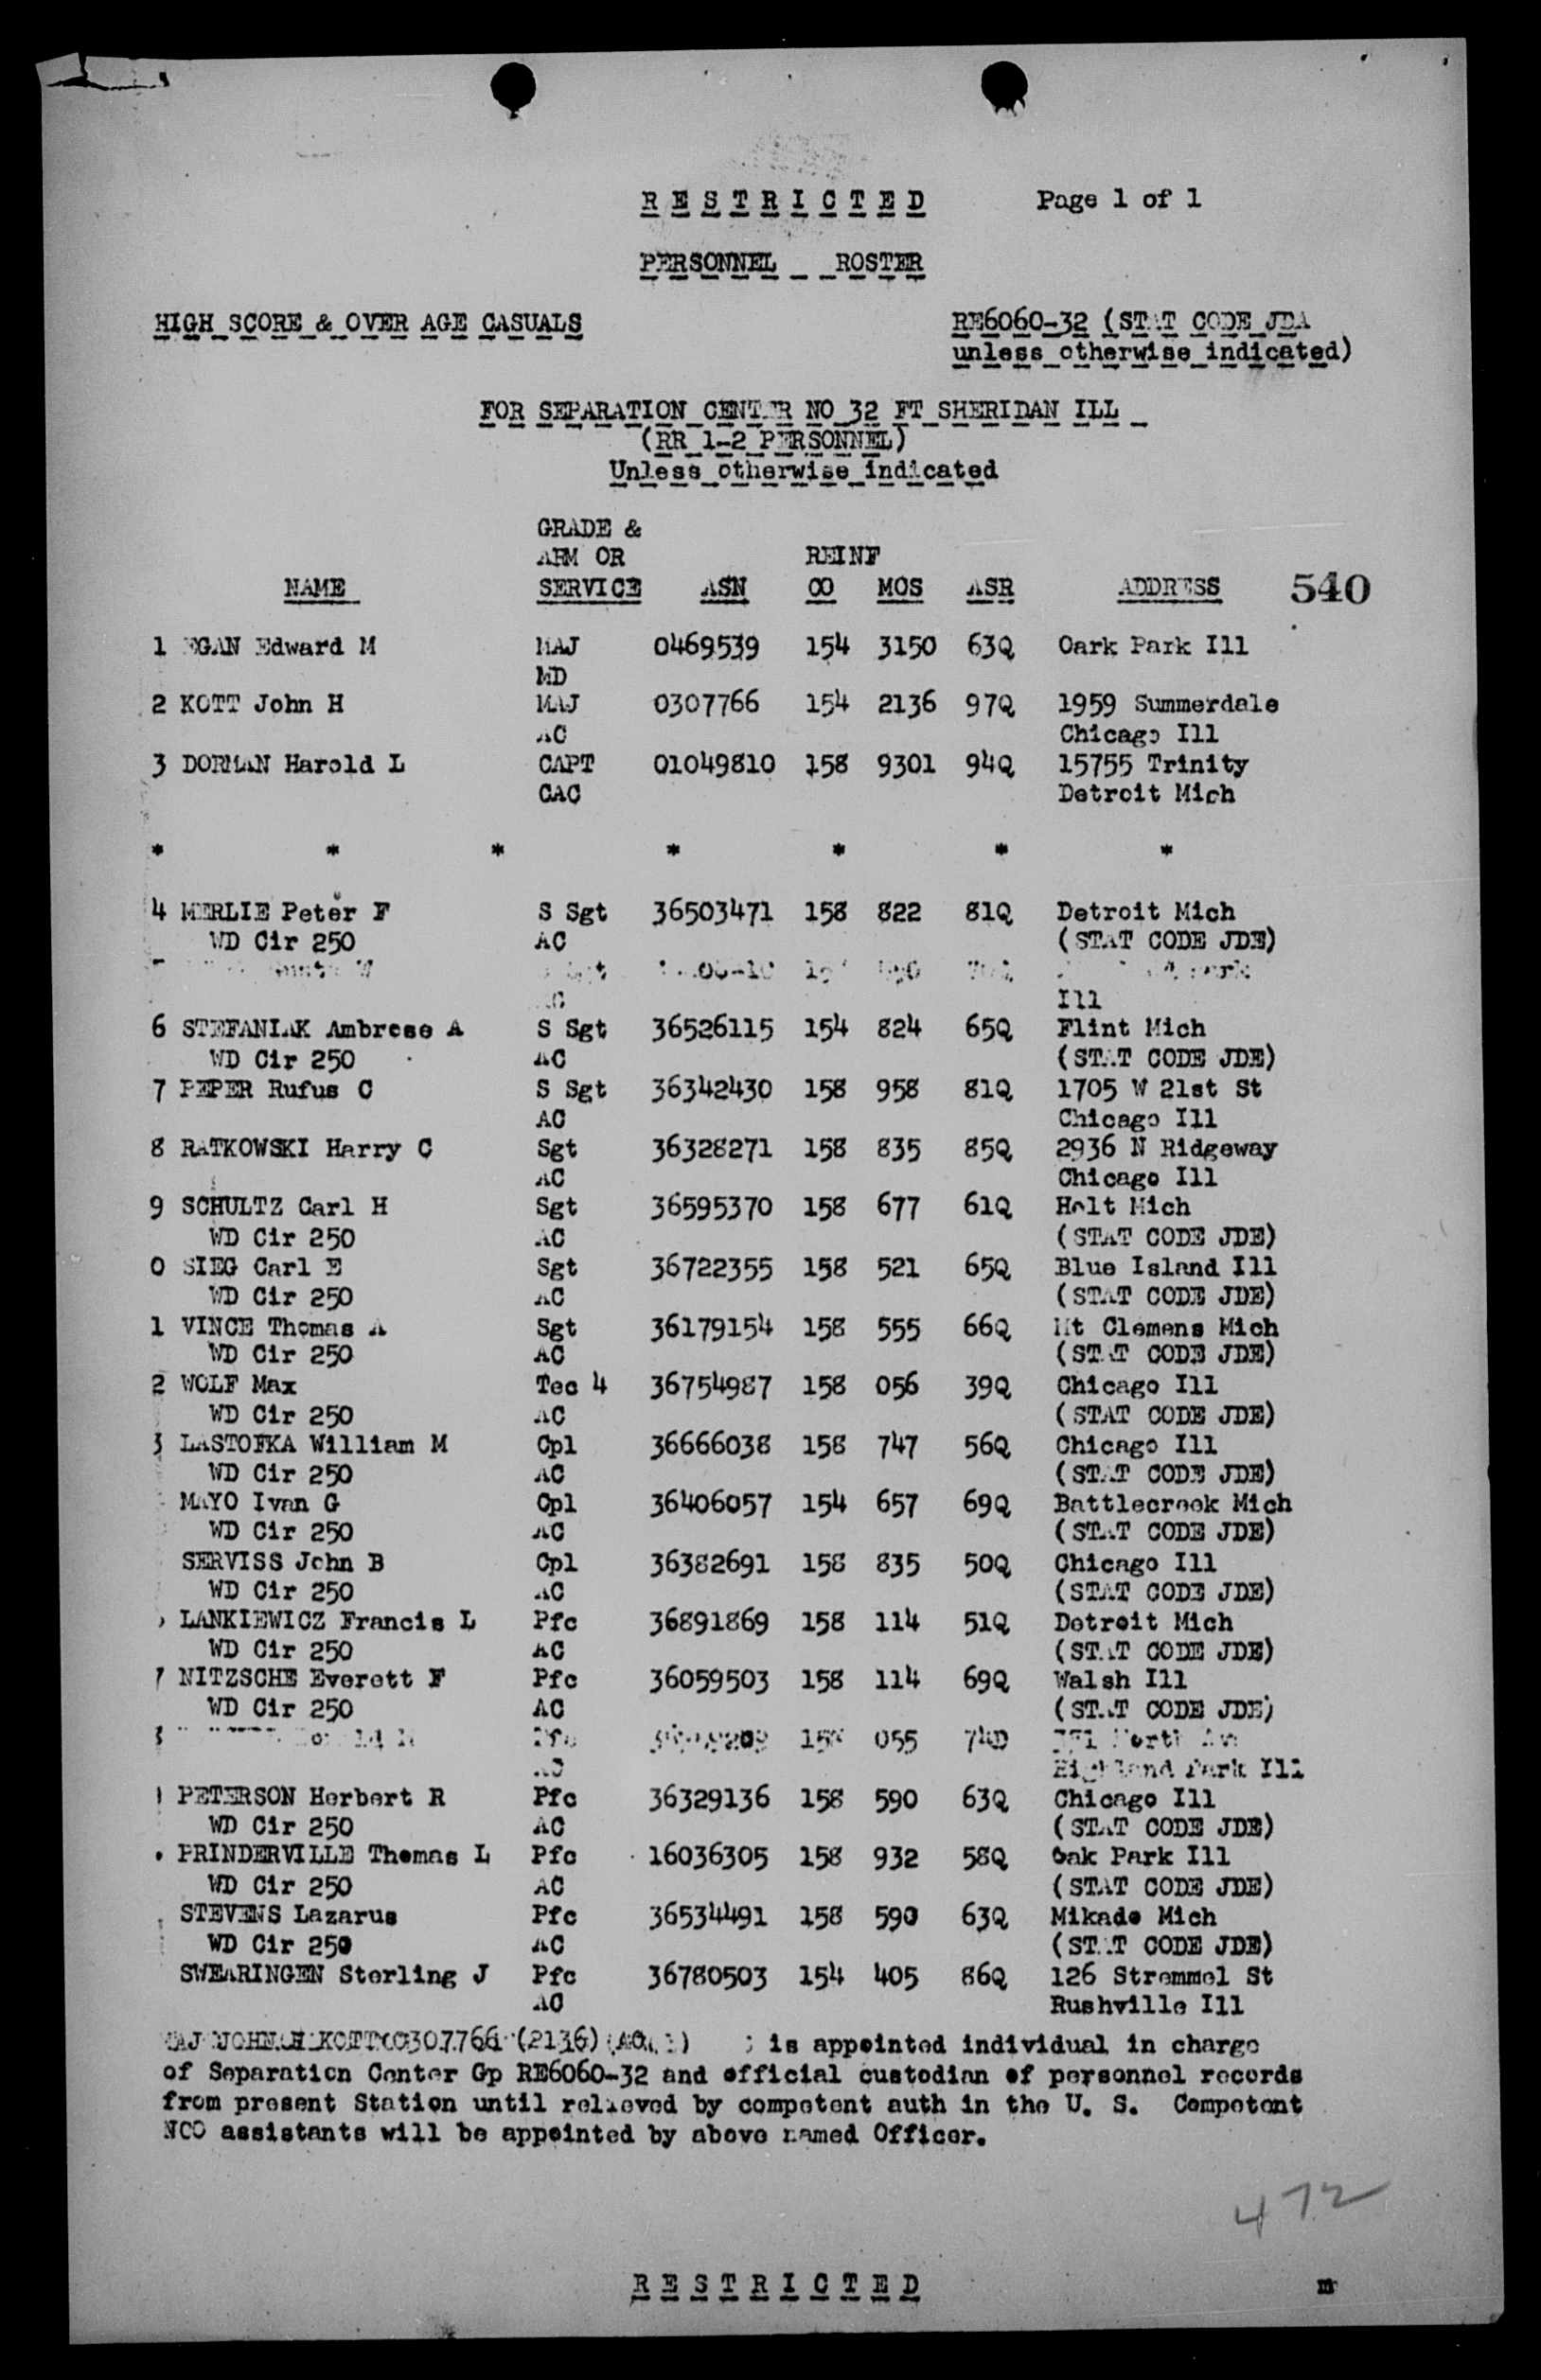 RESTRICTED Page 1 of 1
PERSONNEL ROSTER
HIGH SCORE & OVER AGE CASUALS RE6060-32 (STAT CODE JDA
unless otherwise indicated)
FOR SEPARATION CENTER NO 32 FT SHERIDAN ILL
(RR 1-2 PERSONNEL)
Unless otherwise indicated
GRADE &
ARM OR REINF
NAME SERVICE ASN CO MOS ASR ADDRESS 540
1 EGAN Edward M MAJ 0469539 154 3150 63Q Oark Park Ill
MD
2 KOTT John H MAJ 0307766 154 2136 97Q 1959 Summerdale
AC Chicago Ill
3 DORMAN Harold L CAPT 01049810 158 9301 94Q 15755 Trinity
CAC Detroit Mich
* * * * * * *
4 MERLIE Peter F S Sgt 36503471 158 822 81Q Detroit Mich
WD Cir 250 AC (STAT CODE JDE)
W
Ill
6 STEFANIAK Ambrose A S Sgt 36526115 154 824 65Q Flint Mich
WD Cir 250 AC (STAT CODE JDE)
7 PEPER Rufus C S Sgt 36342430 158 958 81Q 1705 W 21st St
AC Chicago Ill
8 RATKOWSKI Harry C Sgt 36328271 158 835 85Q 2936 N Ridgeway
AC Chicago Ill
9 SCHULTZ Carl H Sgt 36595370 158 677 61Q Holt Mich
WD Cir 250 AC (STAT CODE JDE)
0 SIEG Carl E Sgt 36722355 158 521 65Q Blue Island Ill
WD Cir 250 AC (STAT CODE JDE)
1 VINCE Thomas A Sgt 36179154 158 555 66Q Mt Clemens Mich
WD Cir 250 AC (STAT CODE JDE)
2 WOLF Max Tec 4 36754987 158 056 39Q Chicago Ill
WD Cir 250 AC (STAT CODE JDE)
3 LASTOFKA William M Cpl 36666038 158 747 56Q Chicago Ill
WD Cir 250 AC (STAT CODE JDE)
MAYO Ivan G Cpl 36406057 154 657 69Q Battlecreek Mich
WD Cir 250 AC (STAT CODE JDE)
SERVISS John B Cpl 36382691 158 835 50Q Chicago Ill
WD Cir 250 AC (STAT CODE JDE)
LANKIEWICZ Francis L Pfc 36891869 158 114 51Q Detroit Mich
WD Cir 250 AC (STAT CODE JDE)
7 NITZSCHE Everett F Pfc 36059503 158 114 69Q Walsh Ill
WD Cir 250 AC (STAT CODE JDE)
Pfc 158 055 North
AC Highland Park Ill
PETERSON Herbert R Pfc 36329136 158 590 63Q Chicago Ill
WD Cir 250 AC (STAT CODE JDE)
PRINDERVILLE Thomas L Pfc 16036305 158 932 58Q Oak Park Ill
WD Cir 250 AC (STAT CODE JDE)
STEVENS Lazarus Pfc 36534491 158 590 63Q Mikado Mich
WD Cir 250 AC (STAT CODE JDE)
SWEARINGEN Sterling J Pfc 36780503 154 405 86Q 126 Stremmel St
AC Rushville Ill
MAJ JOHN H KOTT 0307766 (2136) (AC) is appointed individual in charge
of Separation Center Gp RE6060-32 and official custodian of personnel records
from present Station until relieved by competent auth in the U. S. Competent
NCO assistants will be appointed by above named Officer.
472
RESTRICTED m